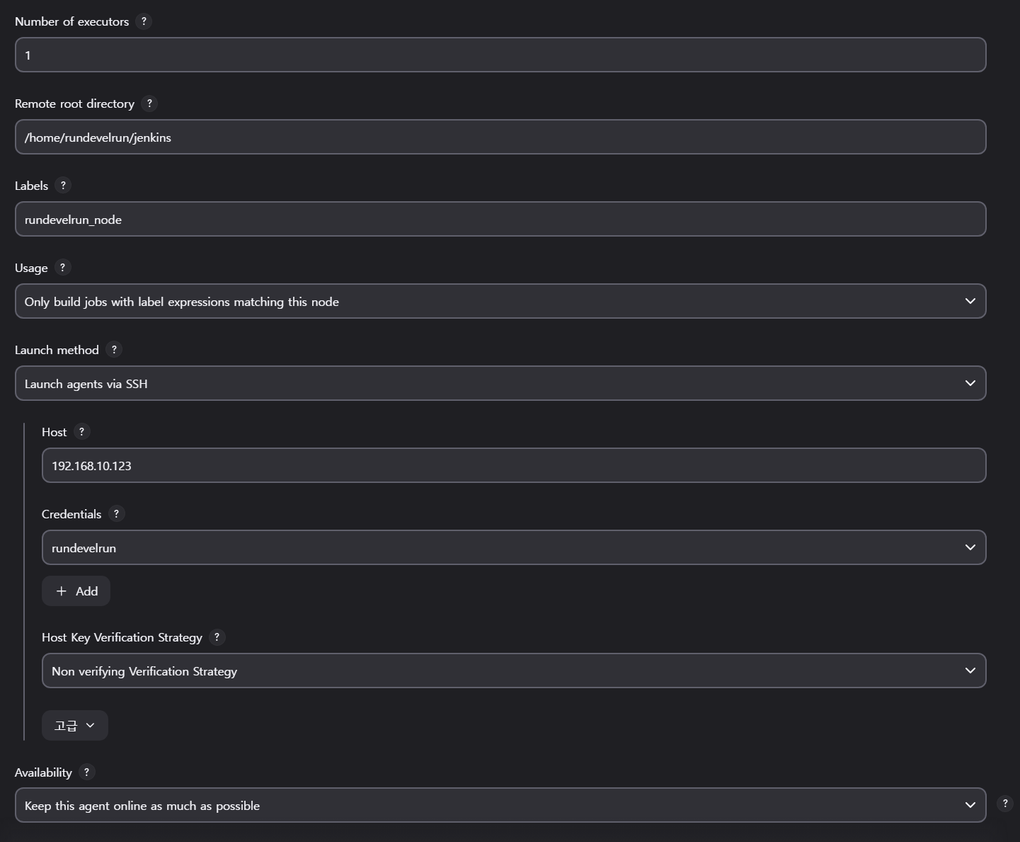 Number of executors ?
1
Remote root directory ?
/home/rundevelrun/jenkins
Labels ?
rundevelrun_node
Usage ?
Only build jobs with label expressions matching this node
Launch method ?
Launch agents via SSH
Host ?
192.168.10.123
Credentials ?
rundevelrun
+ Add
Host Key Verification Strategy ?
Non verifying Verification Strategy
고급
Availability ?
Keep this agent online as much as possible
?